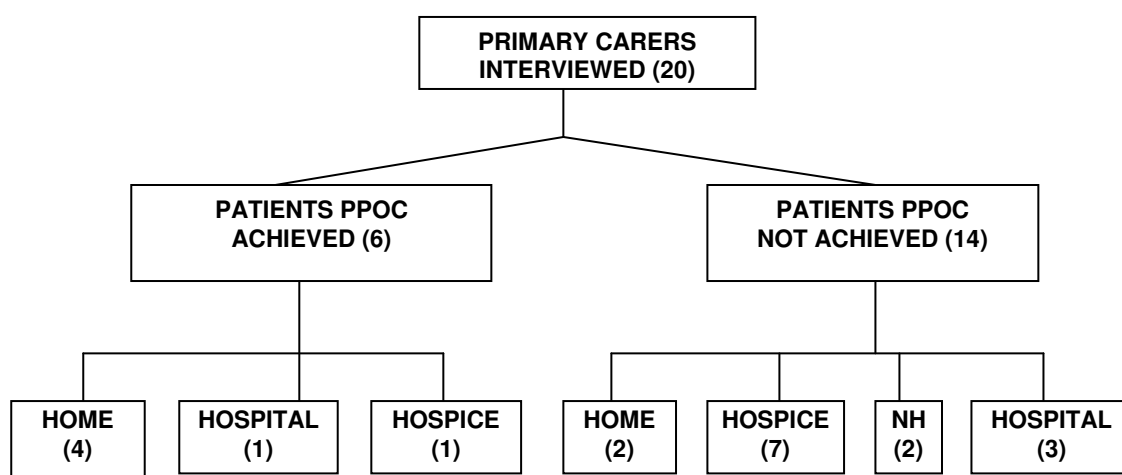 PRIMARY CARERS
INTERVIEWED (20)
PATIENTS PPOC
ACHIEVED (6)
PATIENTS PPOC
NOT ACHIEVED (14)
HOME
(4)
HOSPITAL
(1)
HOSPICE
(1)
HOME
(2)
HOSPICE
(7)
NH
(2)
HOSPITAL
(3)